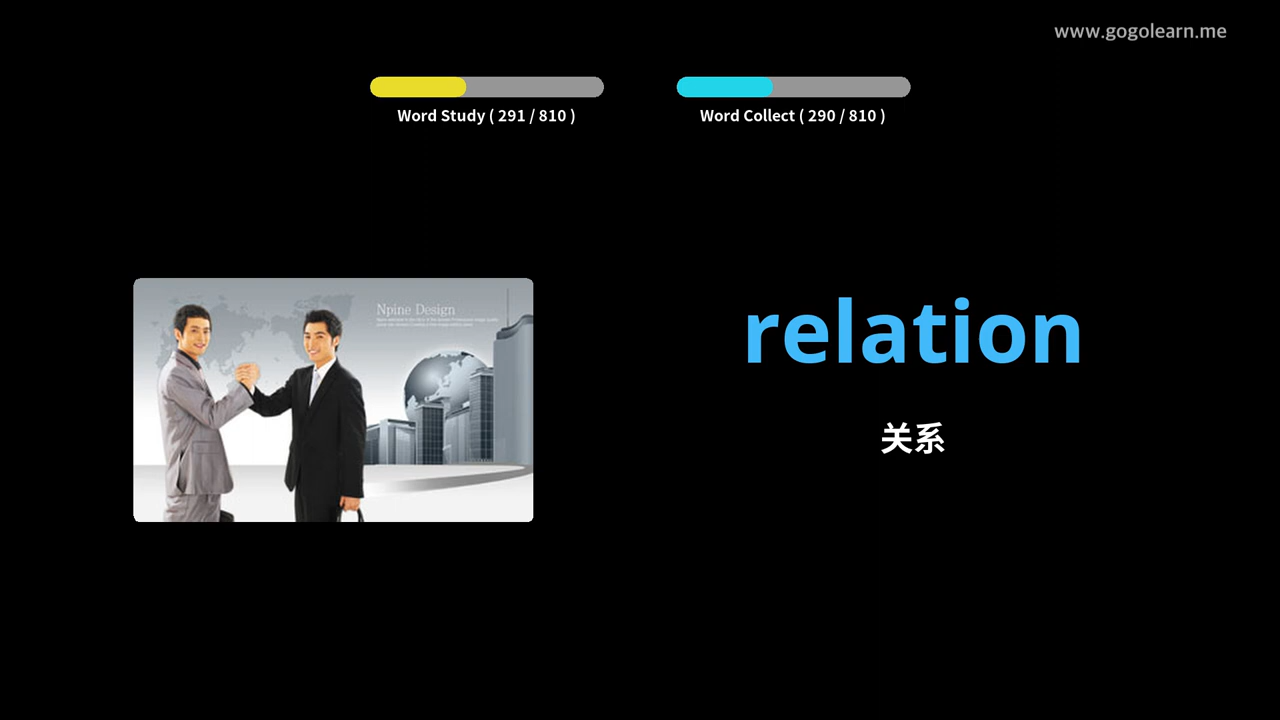 www.gogolearn.me
Word Study ( 291 / 810 )
Word Collect ( 290 / 810 )
Npine Design
relation
关系